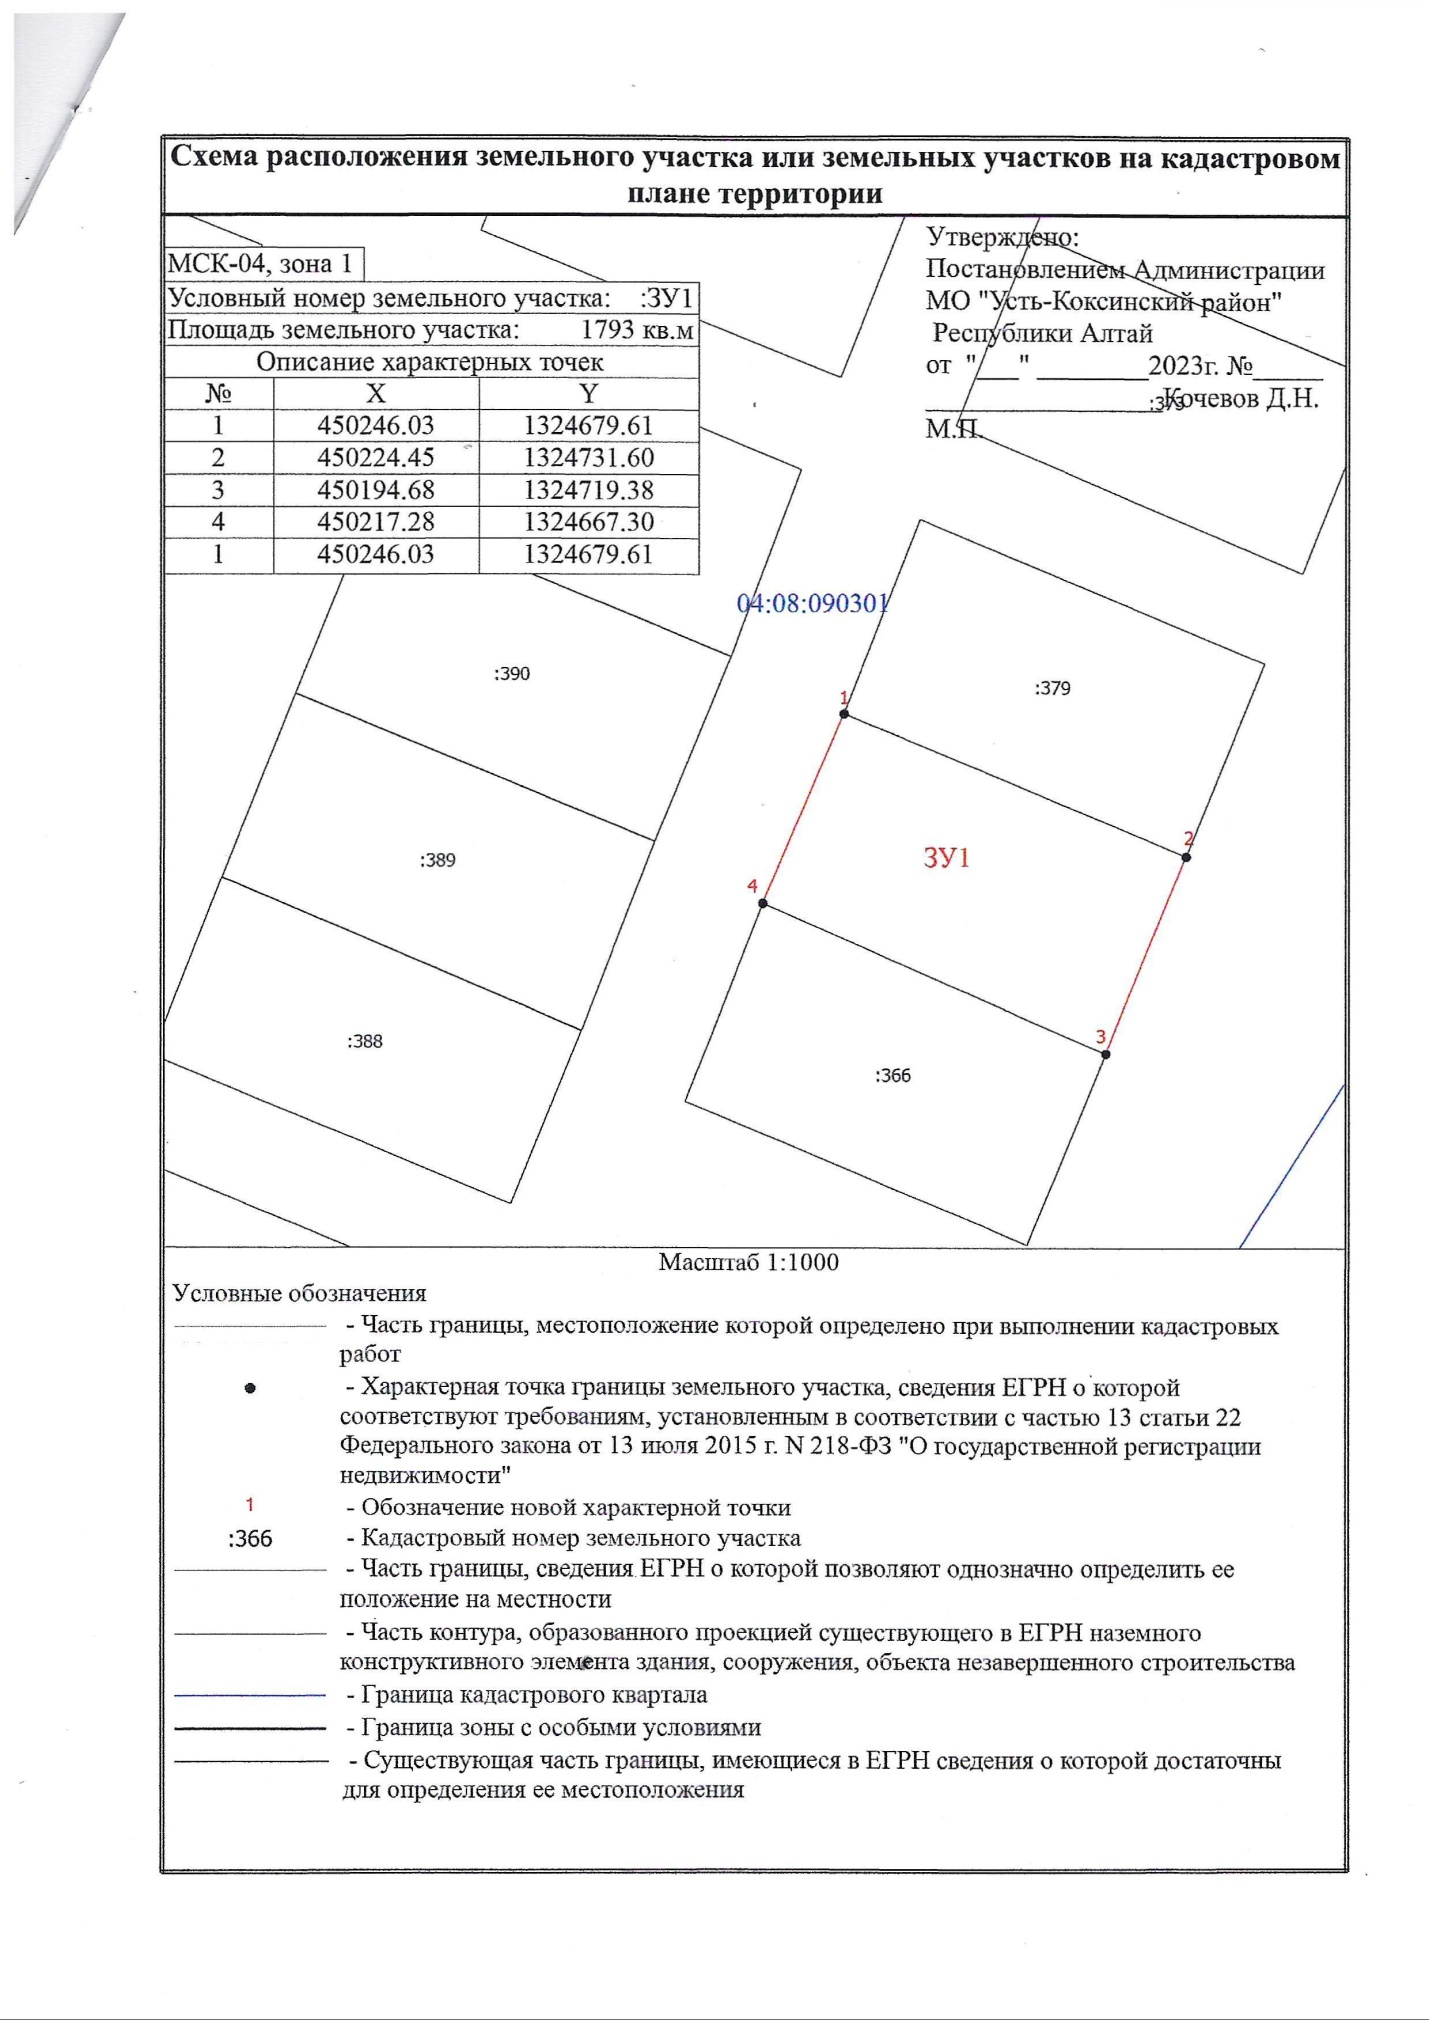 Схема расположения земельного участка или земельных участков на кадастровом
плане территории
МСК-04, зона 1
Условный номер земельного участка: :ЗУ1
Площадь земельного участка: 1793 кв.м
Описание характерных точек
№ X Y
1 450246.03 1324679.61
2 450224.45 1324731.60
3 450194.68 1324719.38
4 450217.28 1324667.30
1 450246.03 1324679.61
Утверждено:
Постановлением Администрации
МО "Усть-Коксинский район"
Республики Алтай
от "___" ________2023г. №_____
________________Кочевов Д.Н.
М.П.
04:08:090301
:390
:379
1
2
:389
ЗУ1
4
3
:388
:366
Масштаб 1:1000
Условные обозначения
- Часть границы, местоположение которой определено при выполнении кадастровых
работ
- Характерная точка границы земельного участка, сведения ЕГРН о которой
соответствуют требованиям, установленным в соответствии с частью 13 статьи 22
Федерального закона от 13 июля 2015 г. N 218-ФЗ "О государственной регистрации
недвижимости"
1 - Обозначение новой характерной точки
:366 - Кадастровый номер земельного участка
- Часть границы, сведения ЕГРН о которой позволяют однозначно определить ее
положение на местности
- Часть контура, образованного проекцией существующего в ЕГРН наземного
конструктивного элемента здания, сооружения, объекта незавершенного строительства
- Граница кадастрового квартала
- Граница зоны с особыми условиями
- Существующая часть границы, имеющиеся в ЕГРН сведения о которой достаточны
для определения ее местоположения